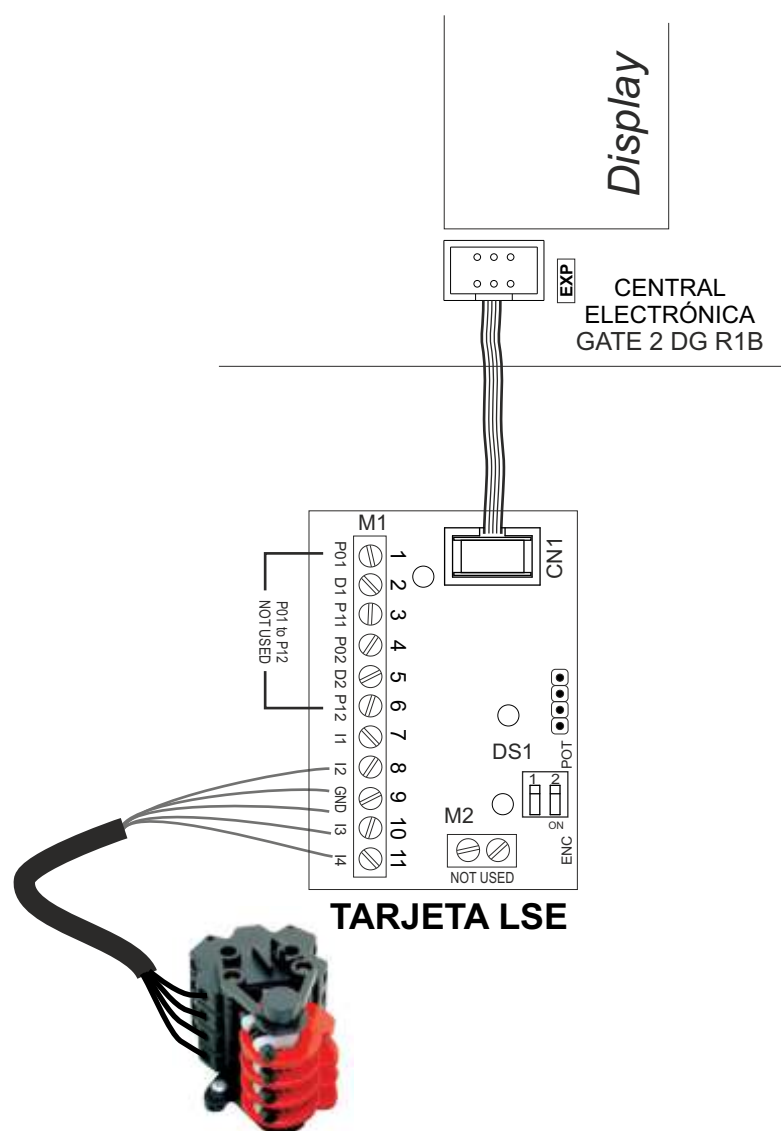 Display
EXP
CENTRAL
ELECTRÓNICA
GATE 2 DG R1B
M1
CN1
P01 1
D1 2
P11 3
P02 4
D2 5
P12 6
I1 7
I2 8
GND 9
I3 10
I4 11
P01 to P12
NOT USED
POT
DS1
1 2
ON
ENC
M2
NOT USED
TARJETA LSE